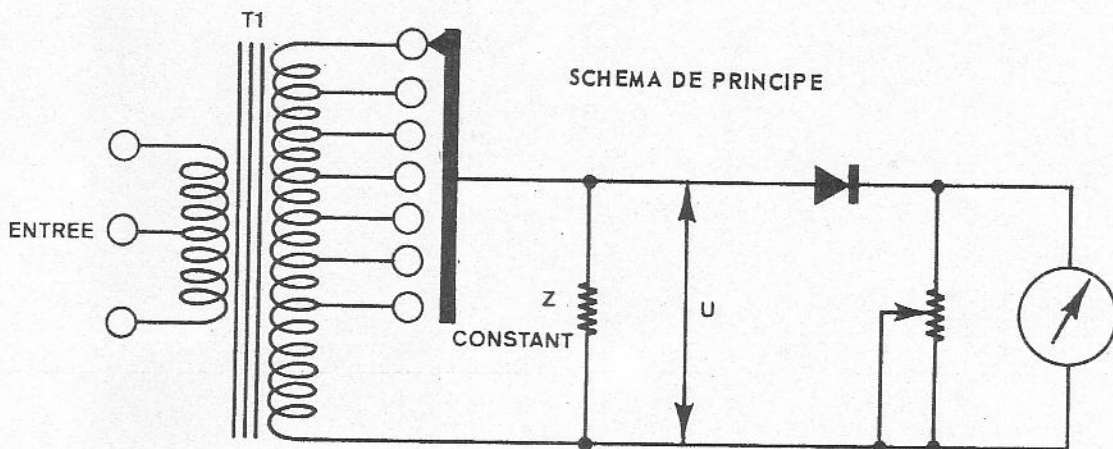 T1
SCHEMA DE PRINCIPE
ENTREE
Z
CONSTANT
U